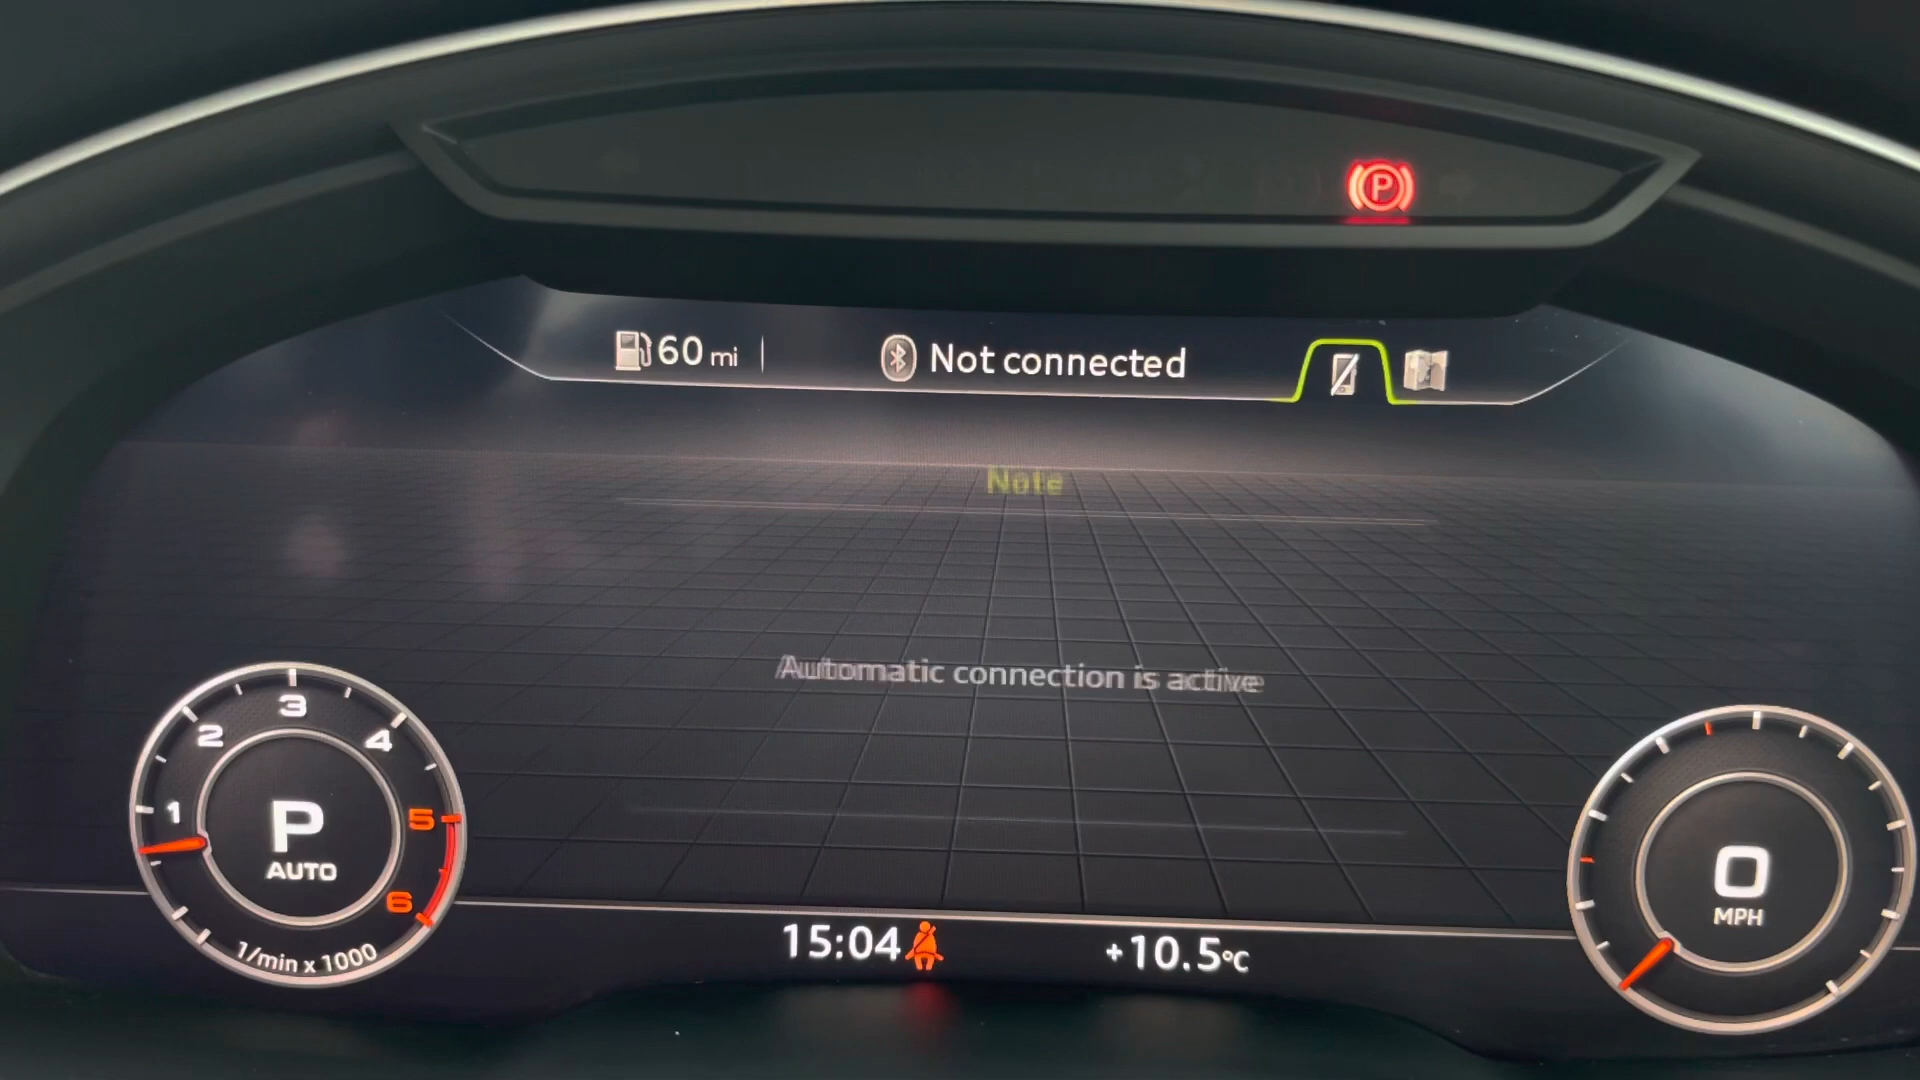 P
60 mi
Not connected
Note
Automatic connection is active
1
2
3
4
5
6
P
AUTO
1/min x 1000
0
MPH
15:04
+10.5°C